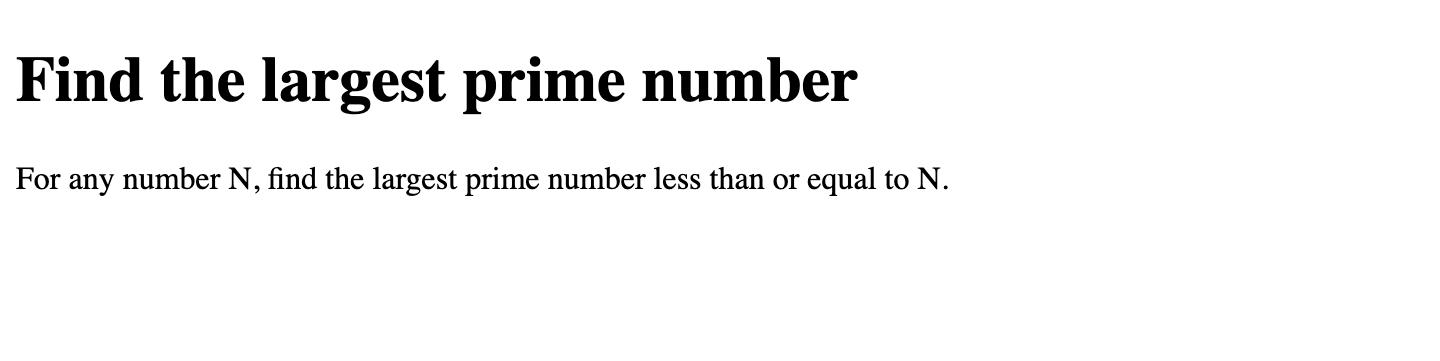 Find the largest prime number
For any number N, find the largest prime number less than or equal to N.